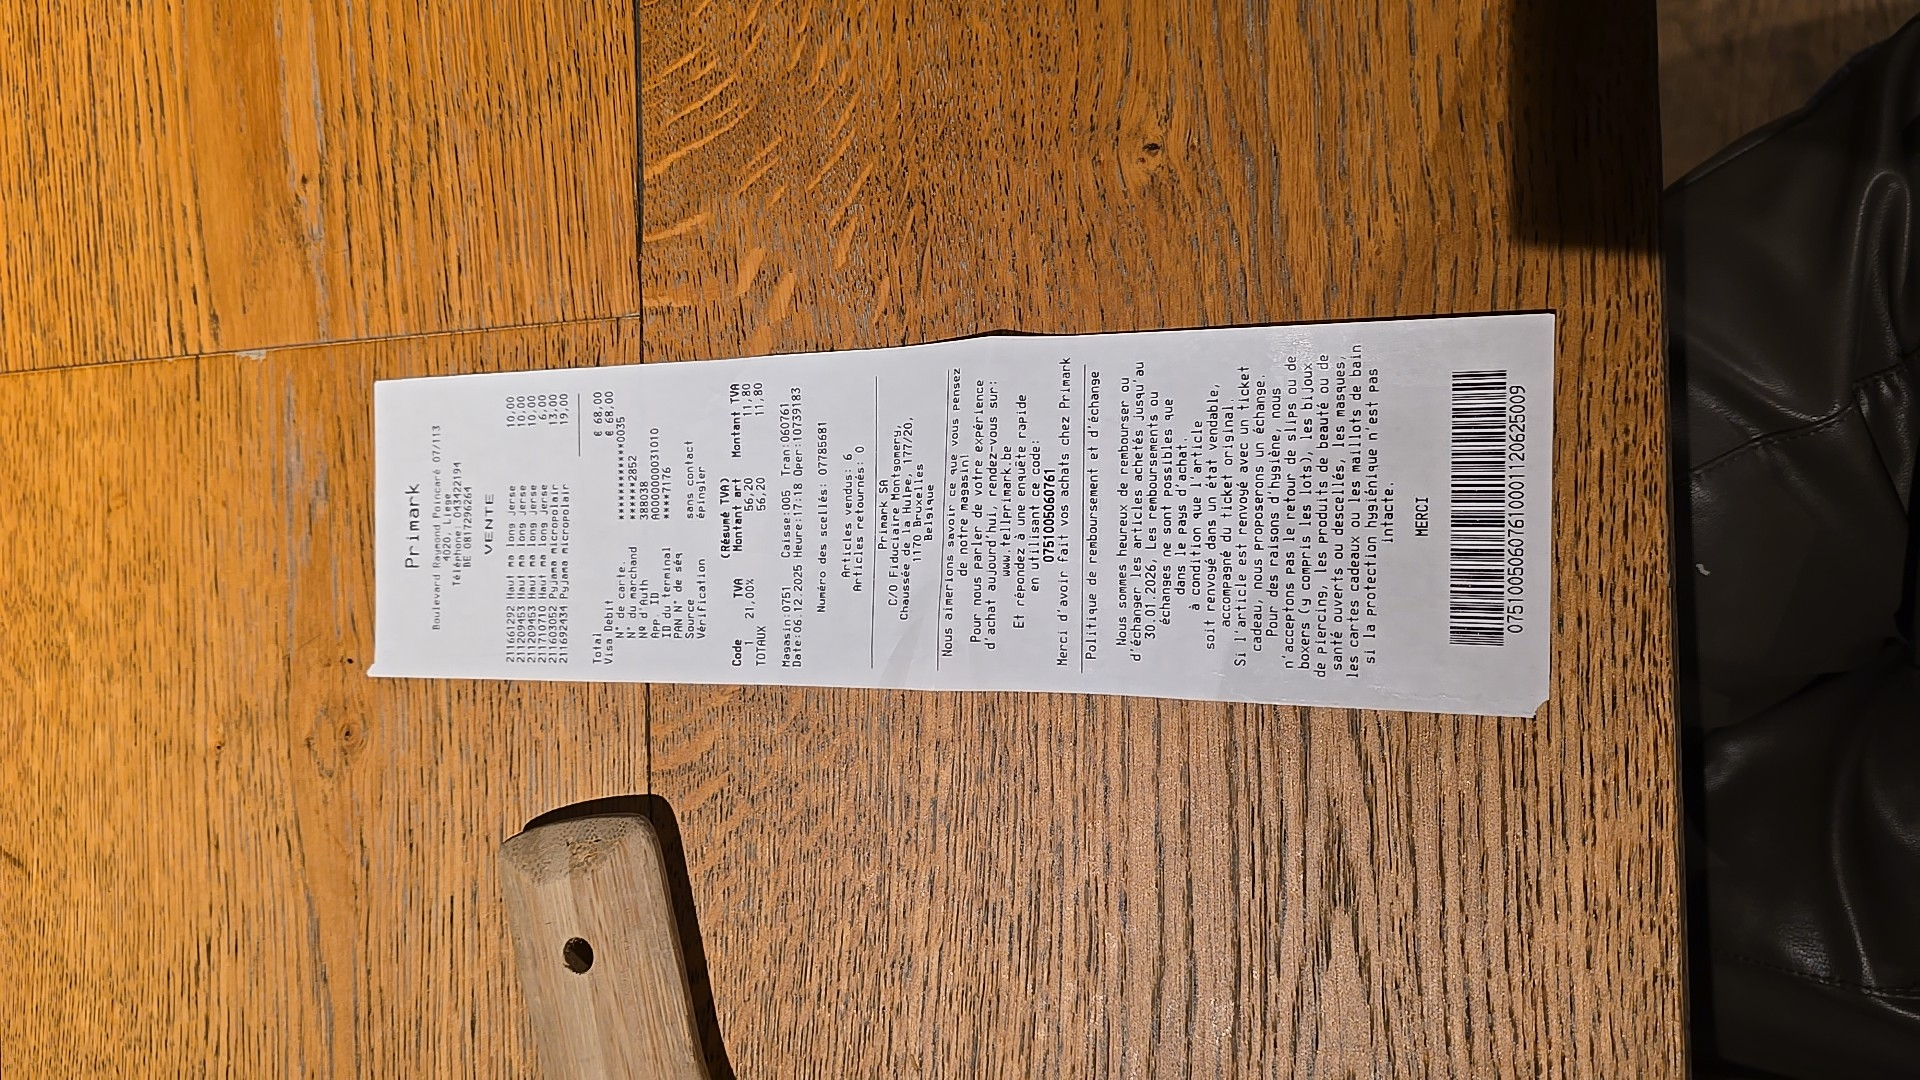 Primark
Boulevard Raymond Poincaré 07/113
4020, Liege
Téléphone : 043422194
BE 0817296264
VENTE
211661292 Haut ma long Jerse 10,00
211209463 Haut ma long Jerse 10,00
211209463 Haut ma long Jerse 10,00
211710710 Haut ma long Jerse 6,00
211603052 Pyjama micropolair 13,00
211692434 Pyjama micropolair 19,00
Total € 68,00
Visa Debit € 68,00
N° de carte. ************0035
N° du marchand ******2852
Nº d'Auth 388038
App. ID A0000000031010
ID du terminal ****7176
PAN N° de séq
Source sans contact
Vérification épingler
(Résumé TVA)
Code TVA Montant art Montant TVA
1 21,00% 56,20 11,80
TOTAUX 56,20 11,80
Magasin:0751 Caisse:005 Tran:060761
Date:06.12.2025 Heure:17:18 Oper:10739183
Numéro des scellés: 07785681
Articles vendus: 6
Articles retournés: 0
Primark SA
C/O Fiduciaire Montgomery,
Chaussée de la Hulpe, 177/20,
1170 Bruxelles
Belgique
Nous aimerions savoir ce que vous pensez
de notre magasin!
Pour nous parler de votre expérience
d'achat aujourd'hui, rendez-vous sur:
www.tellprimark.be
Et répondez à une enquête rapide
en utilisant ce code:
0751005060761
Merci d'avoir fait vos achats chez Primark
Politique de remboursement et d'échange
Nous sommes heureux de rembourser ou
d'échanger les articles achetés jusqu'au
30.01.2026, Les remboursements ou
échanges ne sont possibles que
dans le pays d'achat.
à condition que l'article
soit renvoyé dans un état vendable,
accompagné du ticket original.
Si l'article est renvoyé avec un ticket
cadeau, nous proposerons un échange.
Pour des raisons d'hygiène, nous
n'acceptons pas le retour de slips ou de
boxers (y compris les lots), les bijoux
de piercing, les produits de beauté ou de
santé ouverts ou descellés, les masques,
les cartes cadeaux ou les maillots de bain
si la protection hygiénique n'est pas
intacte.
MERCI